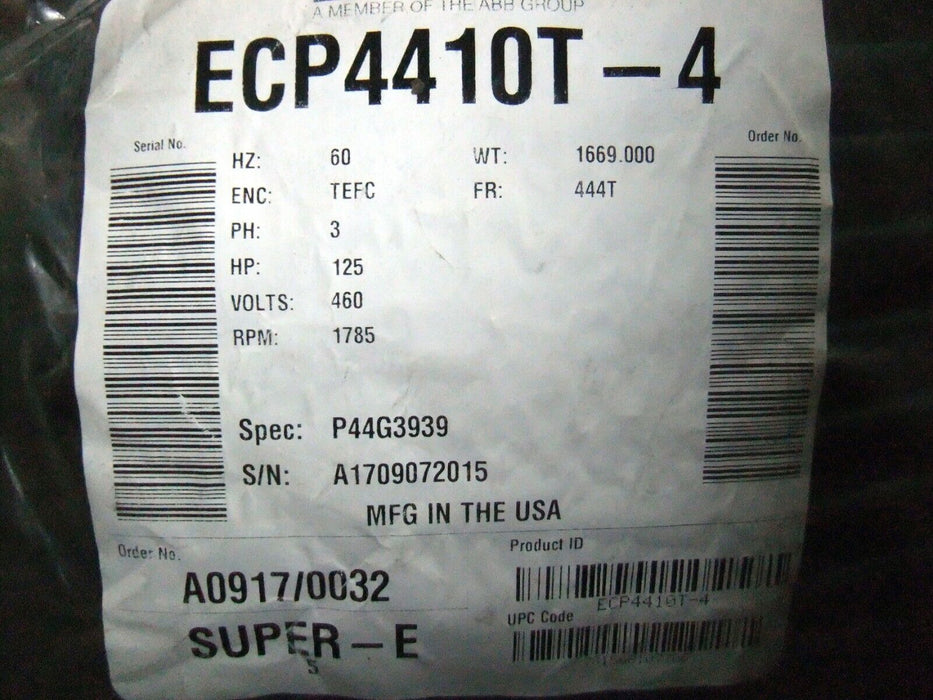 A MEMBER OF THE ABB GROUP
ECP4410T-4
Serial No.
Order No.
HZ: 60 WT: 1669.000
ENC: TEFC FR: 444T
PH: 3
HP: 125
VOLTS: 460
RPM: 1785
Spec: P44G3939
S/N: A1709072015
MFG IN THE USA
Order No.
Product ID
A0917/0032
ECP4410T-4
UPC Code
SUPER-E
5